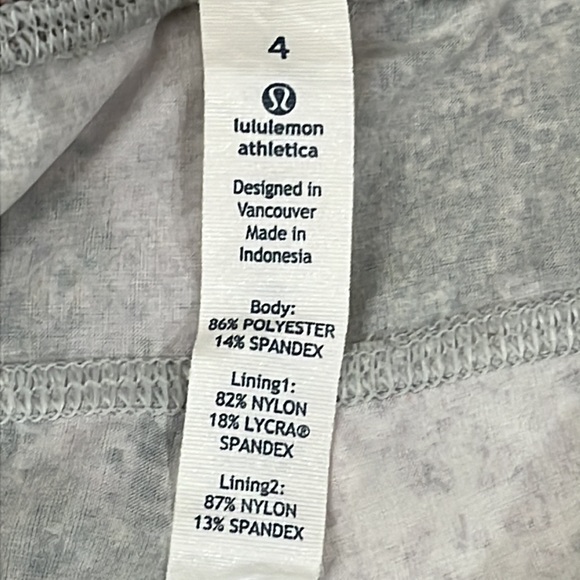 4
lululemon
athletica
Designed in
Vancouver
Made in
Indonesia
Body:
86% POLYESTER
14% SPANDEX
Lining1:
82% NYLON
18% LYCRA®
SPANDEX
Lining2:
87% NYLON
13% SPANDEX